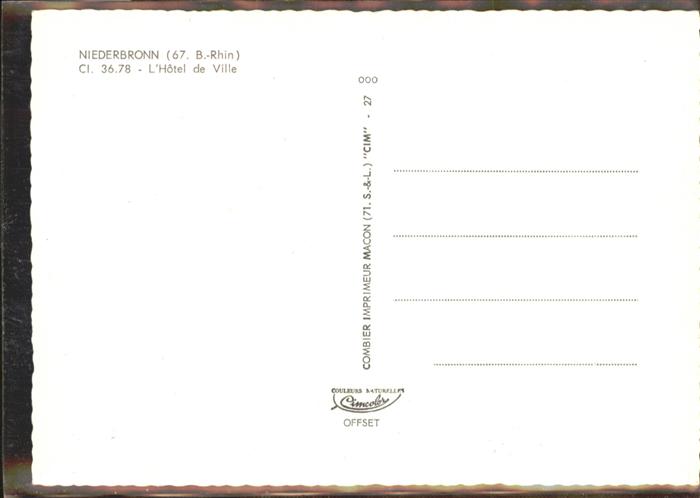 NIEDERBRONN (67. B.-Rhin)
Cl. 36.78 - L'Hôtel de Ville
000
COMBIER IMPRIMEUR MACON (71. S.-&-L.) "CIM" - 27
COULEURS NATURELLES
Cimcolor
OFFSET